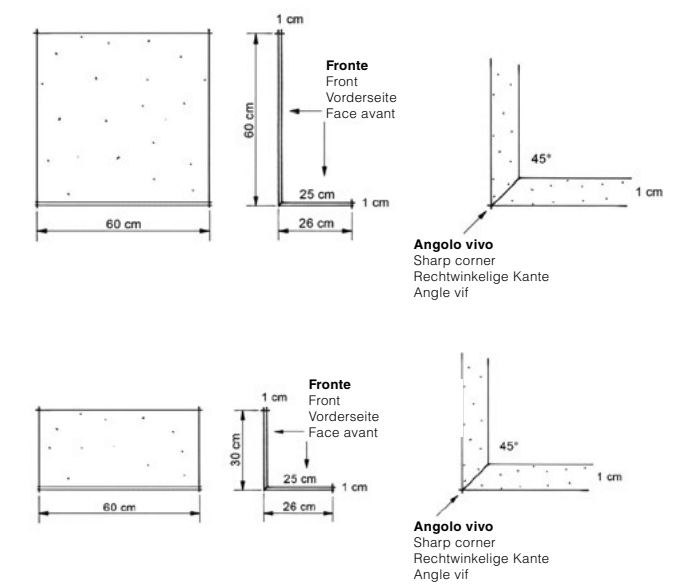 1 cm
Fronte
Front
Vorderseite
Face avant
60 cm
25 cm
1 cm
60 cm
26 cm
45°
1 cm
Angolo vivo
Sharp corner
Rechtwinkelige Kante
Angle vif
1 cm
Fronte
Front
Vorderseite
Face avant
30 cm
25 cm
1 cm
60 cm
26 cm
45°
1 cm
Angolo vivo
Sharp corner
Rechtwinkelige Kante
Angle vif